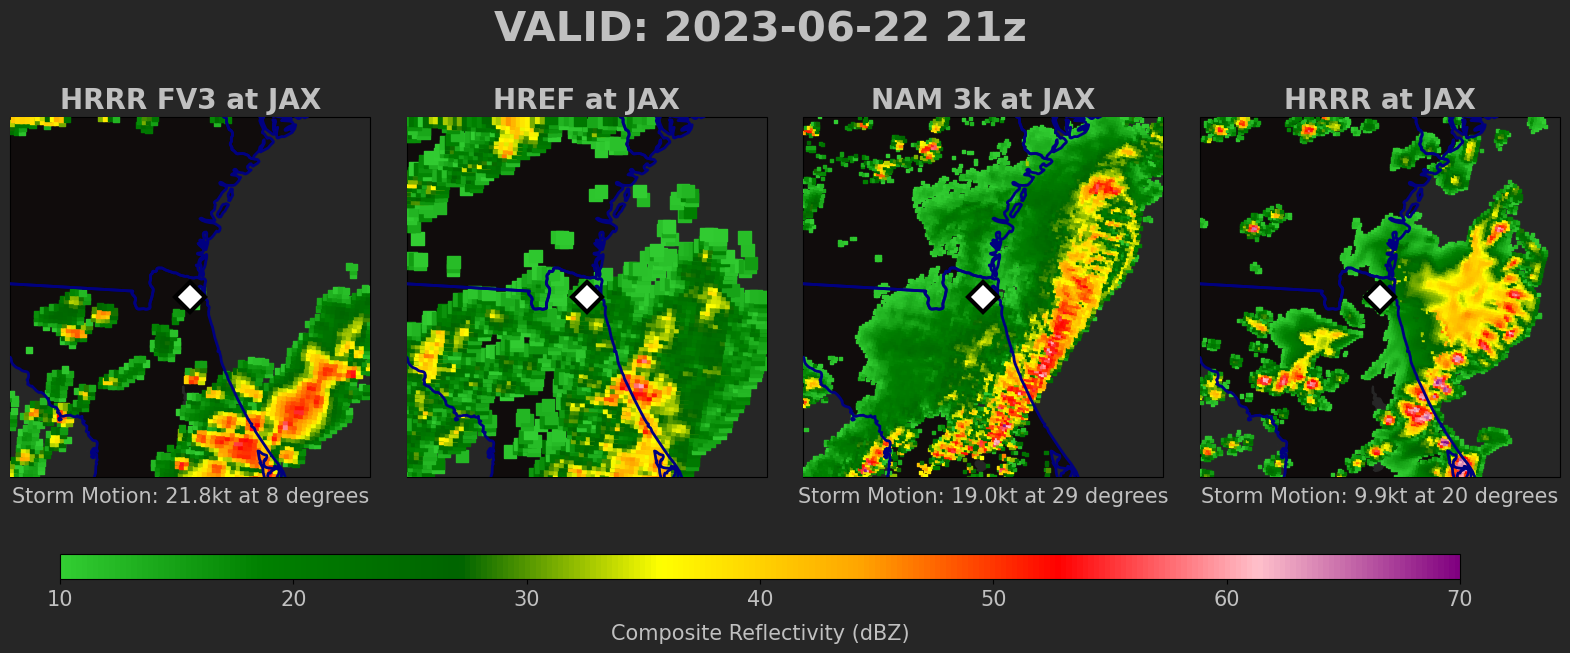 VALID: 2023-06-22 21z
HRRR FV3 at JAX
HREF at JAX
NAM 3k at JAX
HRRR at JAX
Storm Motion: 21.8kt at 8 degrees
Storm Motion: 19.0kt at 29 degrees
Storm Motion: 9.9kt at 20 degrees
10 20 30 40 50 60 70
Composite Reflectivity (dBZ)